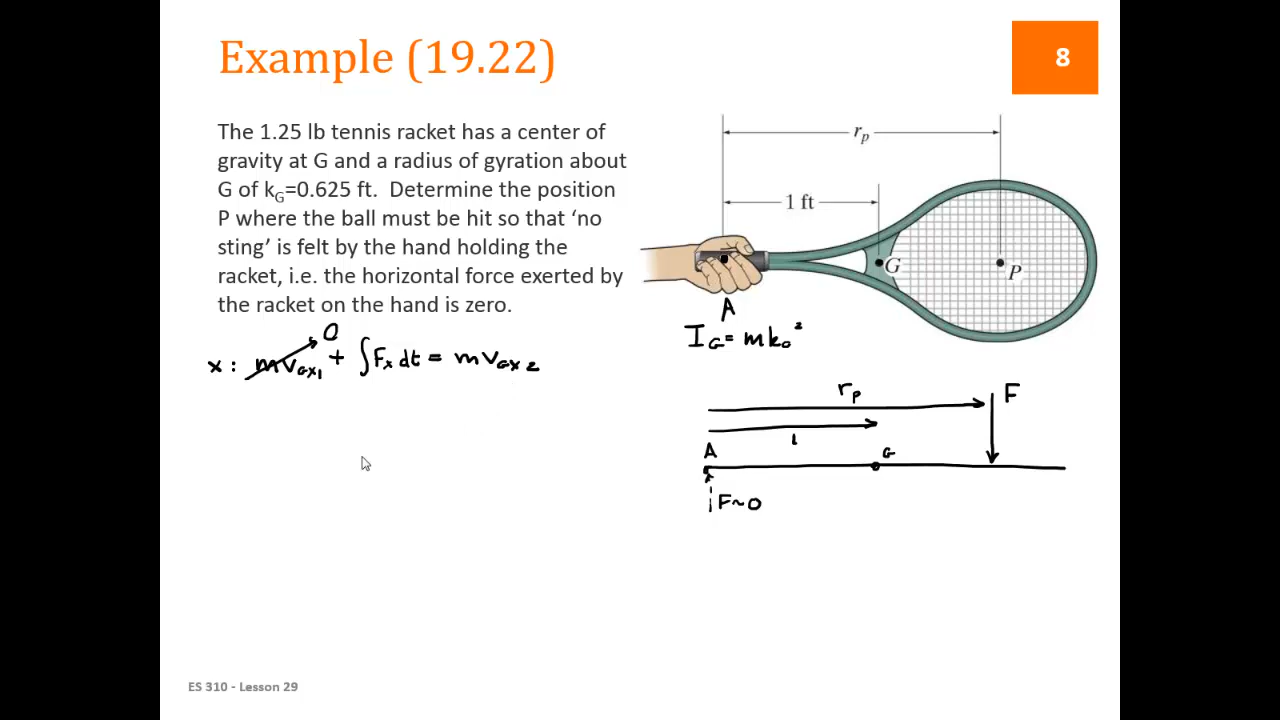 Example (19.22)
8
The 1.25 lb tennis racket has a center of
gravity at G and a radius of gyration about
G of kG=0.625 ft. Determine the position
P where the ball must be hit so that ‘no
sting’ is felt by the hand holding the
racket, i.e. the horizontal force exerted by
the racket on the hand is zero.
rp
1 ft
G
P
A
IG = mkG²
x: mVGx1 + ∫Fx dt = mVGx2
0
rp
F
1
A
G
F~0
ES 310 - Lesson 29